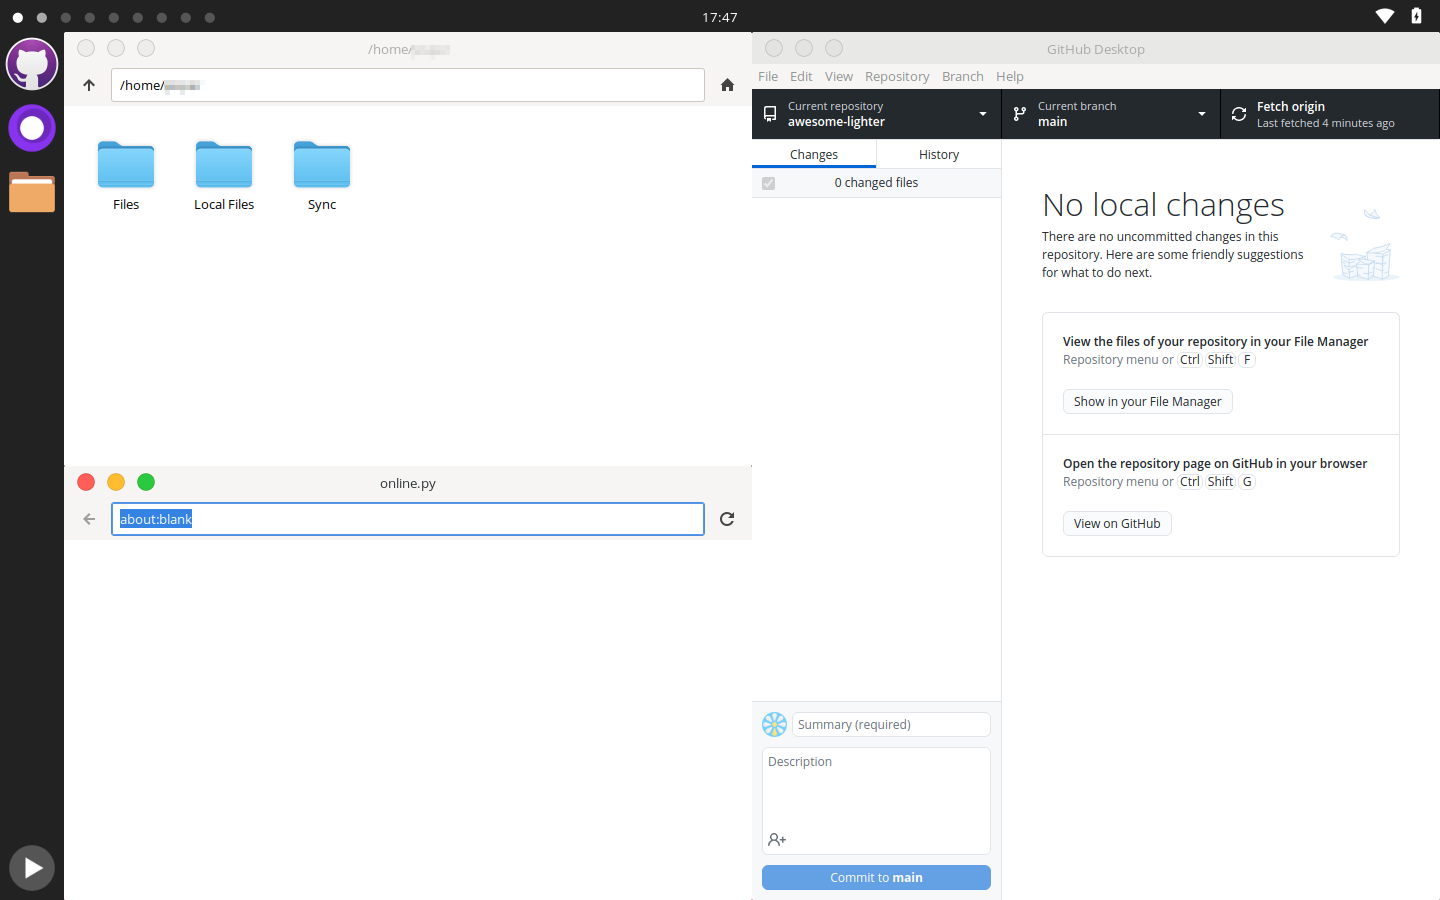 17:47
/home/
/home/
Files
Local Files
Sync
online.py
about:blank
GitHub Desktop
File Edit View Repository Branch Help
Current repository
awesome-lighter
Current branch
main
Fetch origin
Last fetched 4 minutes ago
Changes
History
0 changed files
No local changes
There are no uncommitted changes in this
repository. Here are some friendly suggestions
for what to do next.
View the files of your repository in your File Manager
Repository menu or Ctrl Shift F
Show in your File Manager
Open the repository page on GitHub in your browser
Repository menu or Ctrl Shift G
View on GitHub
Summary (required)
Description
Commit to main